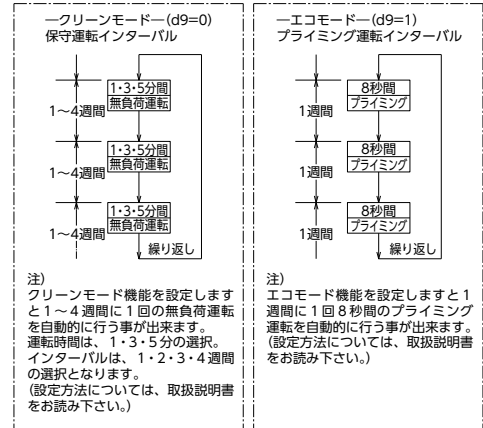 ―クリーンモード―(d9=0)
保守運転インターバル
1・3・5分間
無負荷運転
1～4週間
1・3・5分間
無負荷運転
1～4週間
1・3・5分間
無負荷運転
1～4週間
繰り返し
注)
クリーンモード機能を設定します
と1～4週間に1回の無負荷運転
を自動的に行う事が出来ます。
運転時間は、1・3・5分の選択。
インターバルは、1・2・3・4週間
の選択となります。
(設定方法については、取扱説明書
をお読み下さい。)
―エコモード―(d9=1)
プライミング運転インターバル
8秒間
プライミング
1週間
8秒間
プライミング
1週間
8秒間
プライミング
1週間
繰り返し
注)
エコモード機能を設定しますと1
週間に1回8秒間のプライミング
運転を自動的に行う事が出来ます。
(設定方法については、取扱説明書
をお読み下さい。)